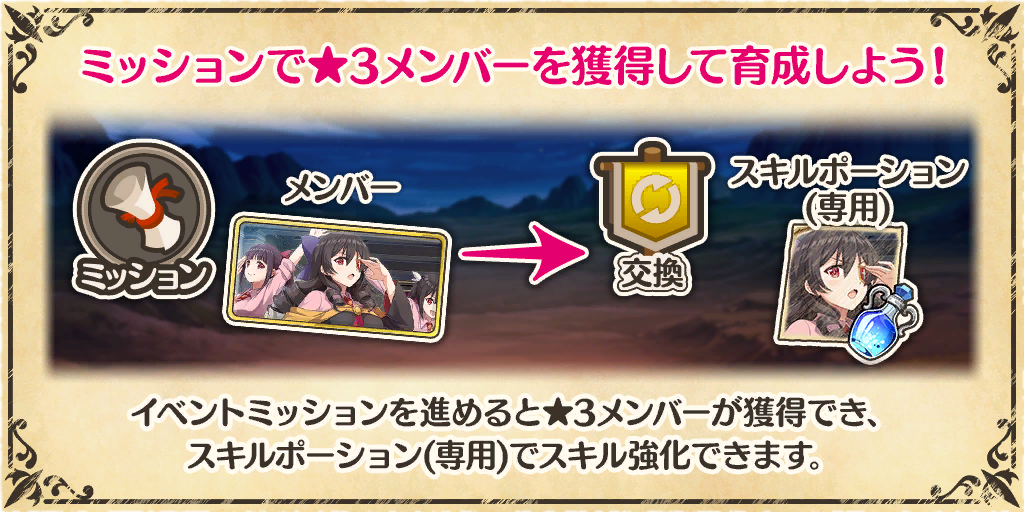 ミッションで★3メンバーを獲得して育成しよう!
ミッション
メンバー
交換
スキルポーション
(専用)
イベントミッションを進めると★3メンバーが獲得でき、
スキルポーション(専用)でスキル強化できます。